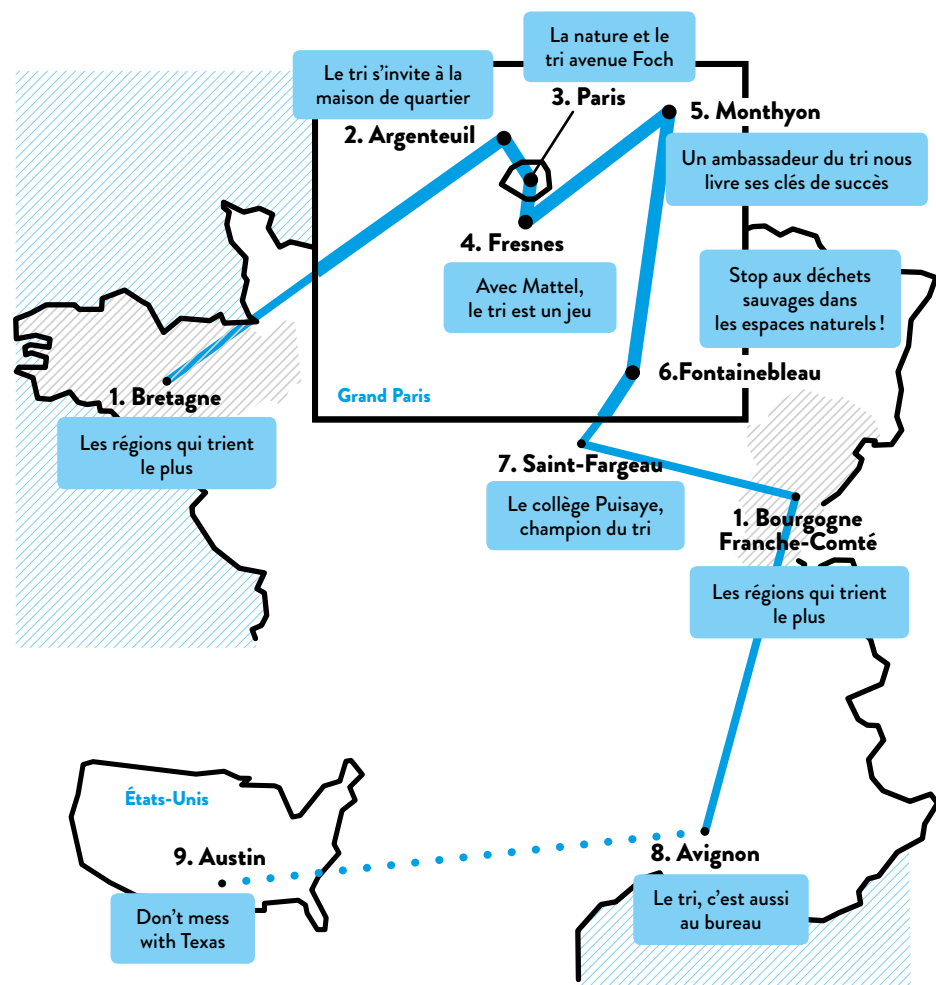 La nature et le
tri avenue Foch
Le tri s’invite à la
maison de quartier
3. Paris
2. Argenteuil
5. Monthyon
Un ambassadeur du tri nous
livre ses clés de succès
4. Fresnes
Avec Mattel,
le tri est un jeu
Stop aux déchets
sauvages dans
les espaces naturels !
6.Fontainebleau
Grand Paris
1. Bretagne
Les régions qui trient
le plus
7. Saint-Fargeau
Le collège Puisaye,
champion du tri
1. Bourgogne
Franche-Comté
Les régions qui trient
le plus
États-Unis
9. Austin
Don’t mess
with Texas
8. Avignon
Le tri, c’est aussi
au bureau